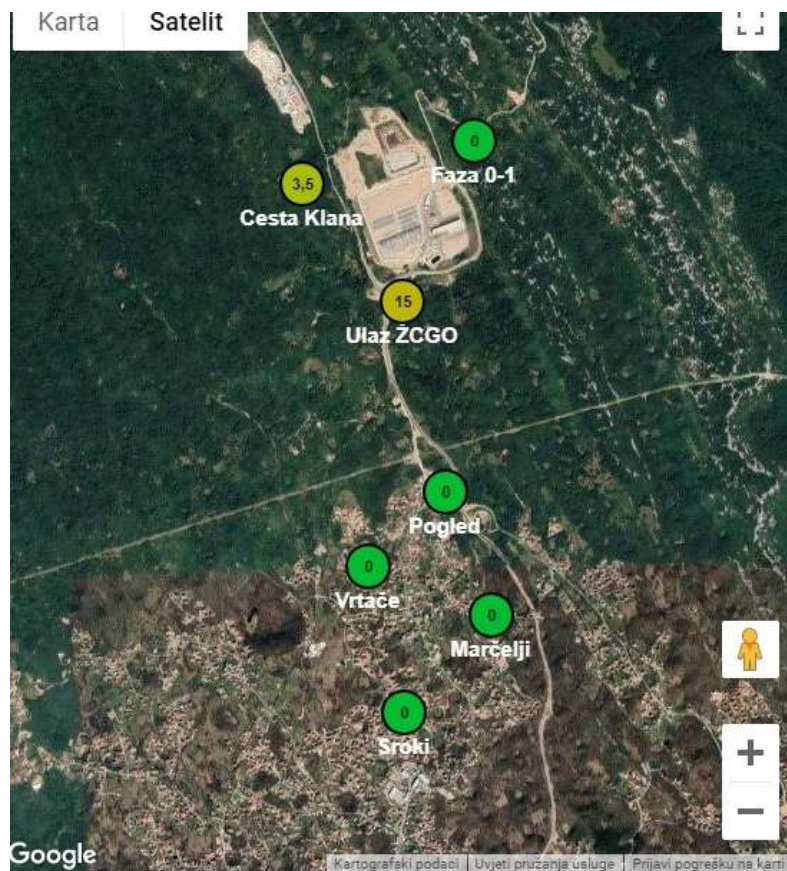 Karta Satelit
0
Faza 0-1
3,5
Cesta Klana
15
Ulaz ŽCGO
0
Pogled
0
Vrtače
0
Marčelji
0
Sroki
Google
Kartografski podaci Uvjeti pružanja usluge Prijavi pogrešku na karti